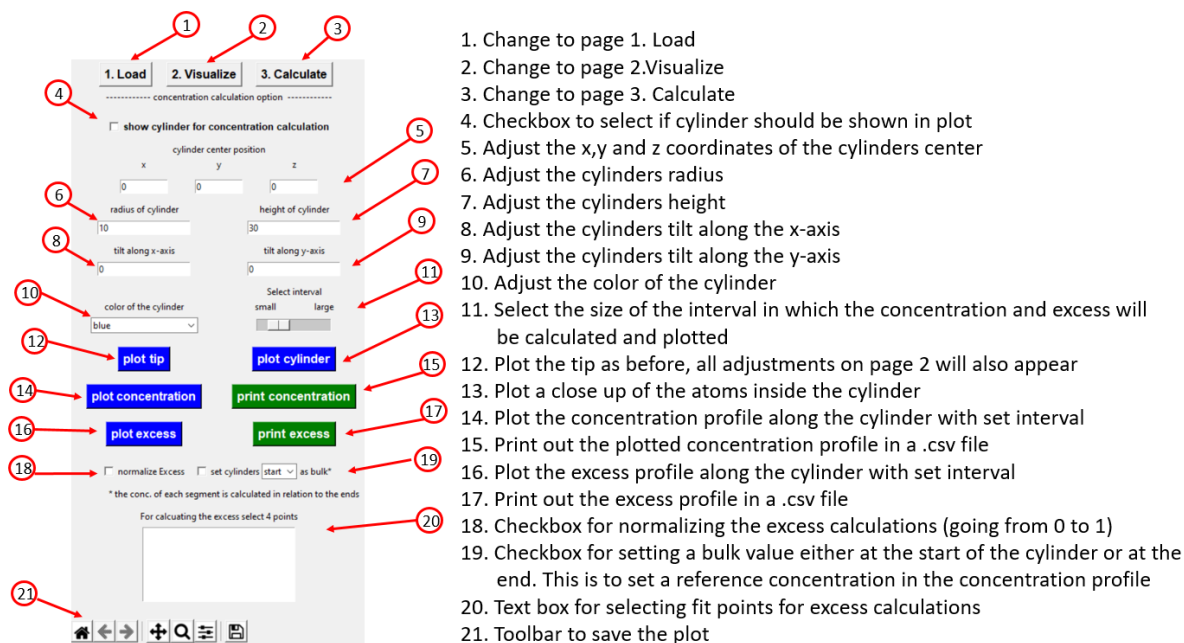 1
2
3
1. Load
2. Visualize
3. Calculate
------------ concentration calculation option ------------
4
show cylinder for concentration calculation
5
cylinder center position
x
y
z
0
0
0
7
6
radius of cylinder
height of cylinder
10
30
9
8
tilt along x-axis
tilt along y-axis
0
0
11
10
Select interval
color of the cylinder
small
large
blue
13
12
plot tip
plot cylinder
15
14
plot concentration
print concentration
17
16
plot excess
print excess
18
normalize Excess
set cylinders
start
as bulk*
19
* the conc. of each segment is calculated in relation to the ends
For calcuating the excess select 4 points
20
21
1. Change to page 1. Load
2. Change to page 2.Visualize
3. Change to page 3. Calculate
4. Checkbox to select if cylinder should be shown in plot
5. Adjust the x,y and z coordinates of the cylinders center
6. Adjust the cylinders radius
7. Adjust the cylinders height
8. Adjust the cylinders tilt along the x-axis
9. Adjust the cylinders tilt along the y-axis
10. Adjust the color of the cylinder
11. Select the size of the interval in which the concentration and excess will
be calculated and plotted
12. Plot the tip as before, all adjustments on page 2 will also appear
13. Plot a close up of the atoms inside the cylinder
14. Plot the concentration profile along the cylinder with set interval
15. Print out the plotted concentration profile in a .csv file
16. Plot the excess profile along the cylinder with set interval
17. Print out the excess profile in a .csv file
18. Checkbox for normalizing the excess calculations (going from 0 to 1)
19. Checkbox for setting a bulk value either at the start of the cylinder or at the
end. This is to set a reference concentration in the concentration profile
20. Text box for selecting fit points for excess calculations
21. Toolbar to save the plot